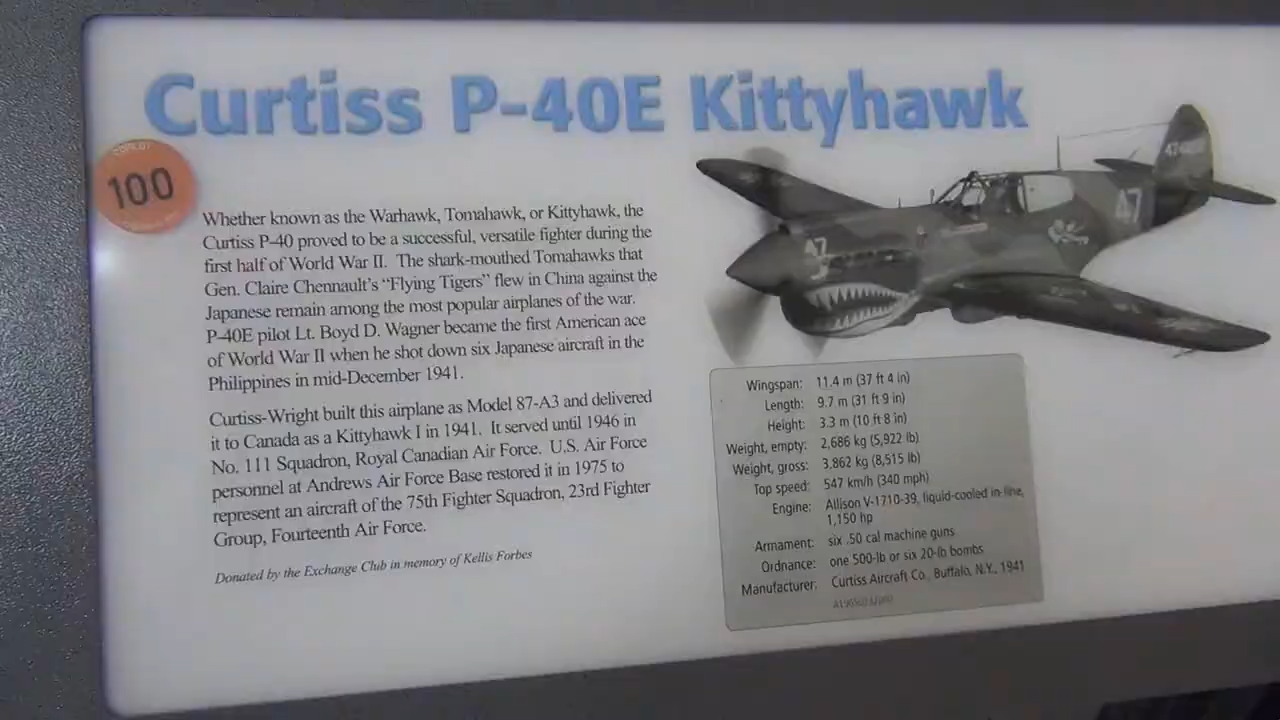 Curtiss P-40E Kittyhawk
100
Whether known as the Warhawk, Tomahawk, or Kittyhawk, the
Curtiss P-40 proved to be a successful, versatile fighter during the
first half of World War II. The shark-mouthed Tomahawks that
Gen. Claire Chennault's "Flying Tigers" flew in China against the
Japanese remain among the most popular airplanes of the war.
P-40E pilot Lt. Boyd D. Wagner became the first American ace
of World War II when he shot down six Japanese aircraft in the
Philippines in mid-December 1941.
Curtiss-Wright built this airplane as Model 87-A3 and delivered
it to Canada as a Kittyhawk I in 1941. It served until 1946 in
No. 111 Squadron, Royal Canadian Air Force. U.S. Air Force
personnel at Andrews Air Force Base restored it in 1975 to
represent an aircraft of the 75th Fighter Squadron, 23rd Fighter
Group, Fourteenth Air Force.
Donated by the Exchange Club in memory of Kellis Forbes
47
47
Wingspan: 11.4 m (37 ft 4 in)
Length: 9.7 m (31 ft 9 in)
Height: 3.3 m (10 ft 8 in)
Weight, empty: 2,686 kg (5,922 lb)
Weight, gross: 3,862 kg (8,515 lb)
Top speed: 547 km/h (340 mph)
Engine: Allison V-1710-39, liquid-cooled in-line,
1,150 hp
Armament: six .50 cal machine guns
Ordnance: one 500-lb or six 20-lb bombs
Manufacturer: Curtiss Aircraft Co., Buffalo, N.Y., 1941